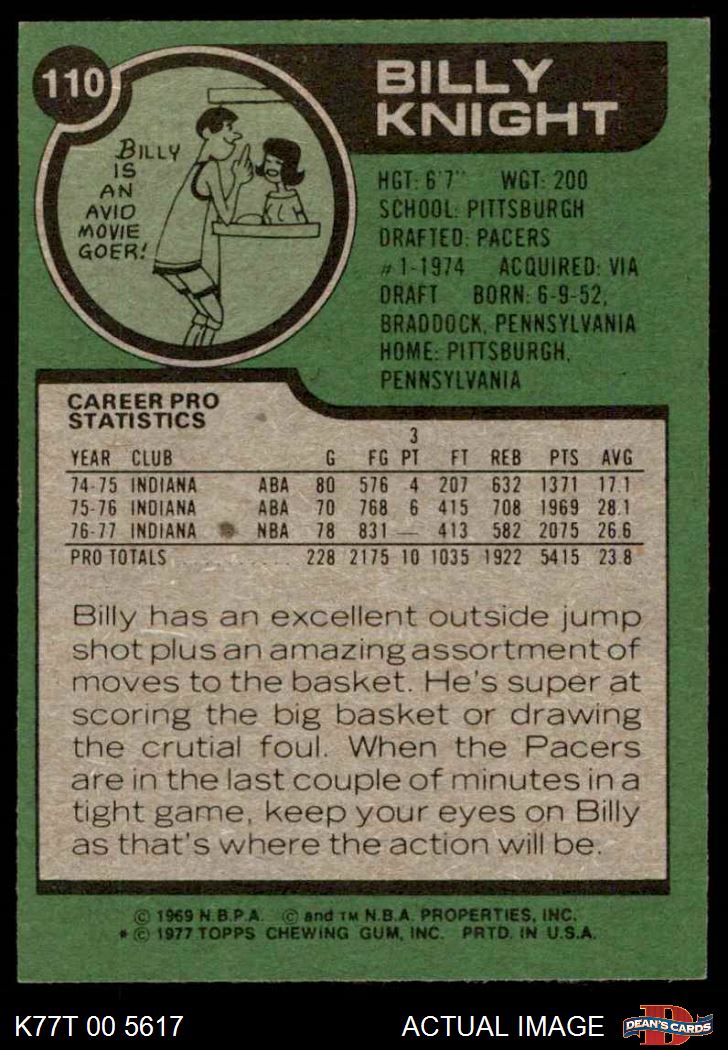 110
BILLY
KNIGHT
BILLY
IS
AN
AVID
MOVIE
GOER!
HGT: 6'7" WGT: 200
SCHOOL: PITTSBURGH
DRAFTED: PACERS
#1-1974 ACQUIRED: VIA
DRAFT BORN: 6-9-52,
BRADDOCK, PENNSYLVANIA
HOME: PITTSBURGH,
PENNSYLVANIA
CAREER PRO
STATISTICS
3
YEAR CLUB G FG PT FT REB PTS AVG
74-75 INDIANA ABA 80 576 4 207 632 1371 17.1
75-76 INDIANA ABA 70 768 6 415 708 1969 28.1
76-77 INDIANA NBA 78 831 — 413 582 2075 26.6
PRO TOTALS ............ 228 2175 10 1035 1922 5415 23.8
Billy has an excellent outside jump
shot plus an amazing assortment of
moves to the basket. He's super at
scoring the big basket or drawing
the crutial foul. When the Pacers
are in the last couple of minutes in a
tight game, keep your eyes on Billy
as that's where the action will be.
© 1969 N.B.P.A. © and TM N.B.A. PROPERTIES, INC.
* © 1977 TOPPS CHEWING GUM, INC. PRTD. IN U.S.A.
K77T 00 5617 ACTUAL IMAGE
D
DEAN'S CARDS